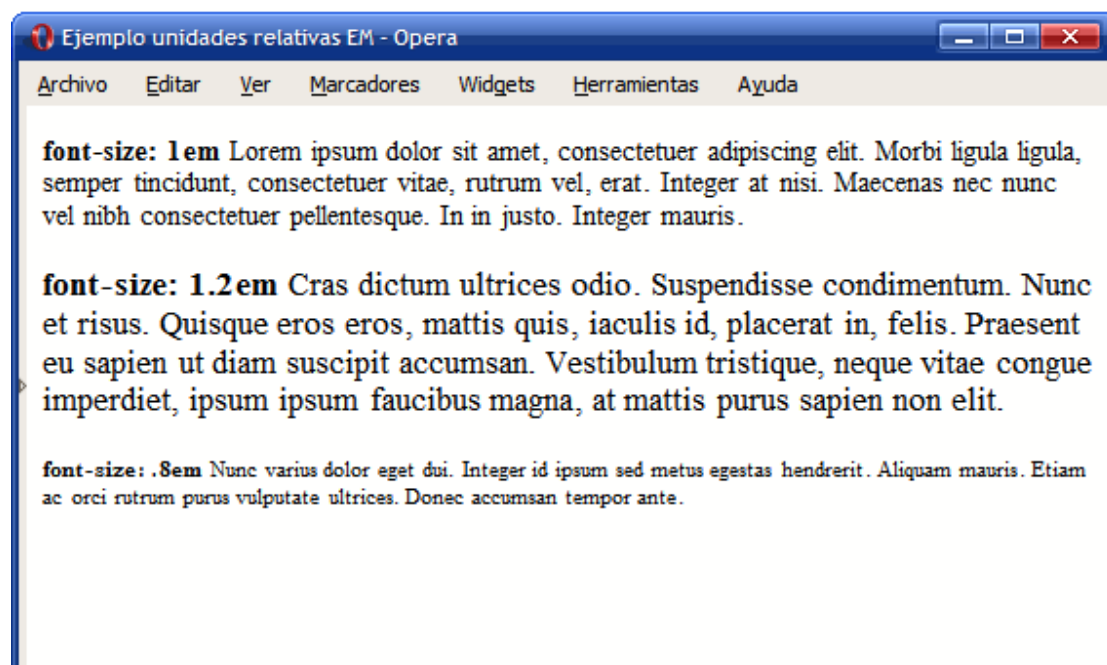 Ejemplo unidades relativas EM - Opera
Archivo Editar Ver Marcadores Widgets Herramientas Ayuda
font-size: 1em Lorem ipsum dolor sit amet, consectetuer adipiscing elit. Morbi ligula ligula,
semper tincidunt, consectetuer vitae, rutrum vel, erat. Integer at nisi. Maecenas nec nunc
vel nibh consectetuer pellentesque. In in justo. Integer mauris.
font-size: 1.2em Cras dictum ultrices odio. Suspendisse condimentum. Nunc
et risus. Quisque eros eros, mattis quis, iaculis id, placerat in, felis. Praesent
eu sapien ut diam suscipit accumsan. Vestibulum tristique, neque vitae congue
imperdiet, ipsum ipsum faucibus magna, at mattis purus sapien non elit.
font-size: .8em Nunc varius dolor eget dui. Integer id ipsum sed metus egestas hendrerit. Aliquam mauris. Etiam
ac orci rutrum purus vulputate ultrices. Donec accumsan tempor ante.